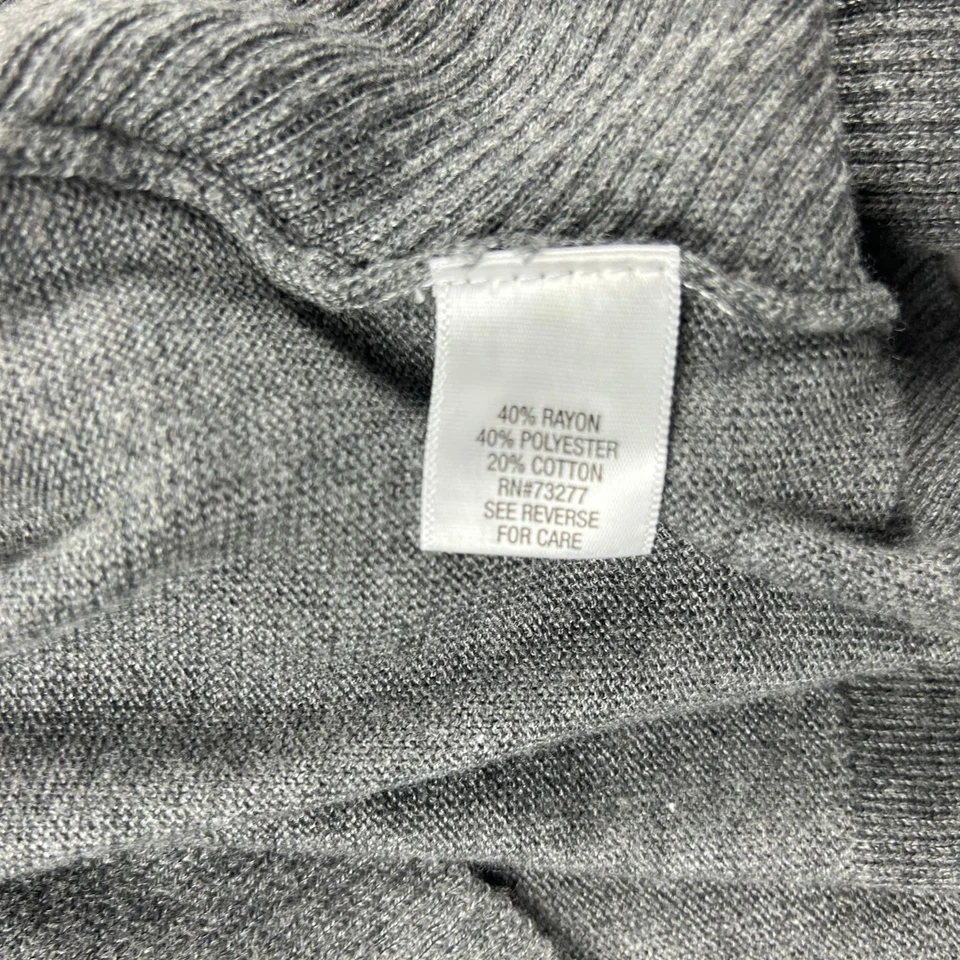 40% RAYON
40% POLYESTER
20% COTTON
RN#73277
SEE REVERSE
FOR CARE